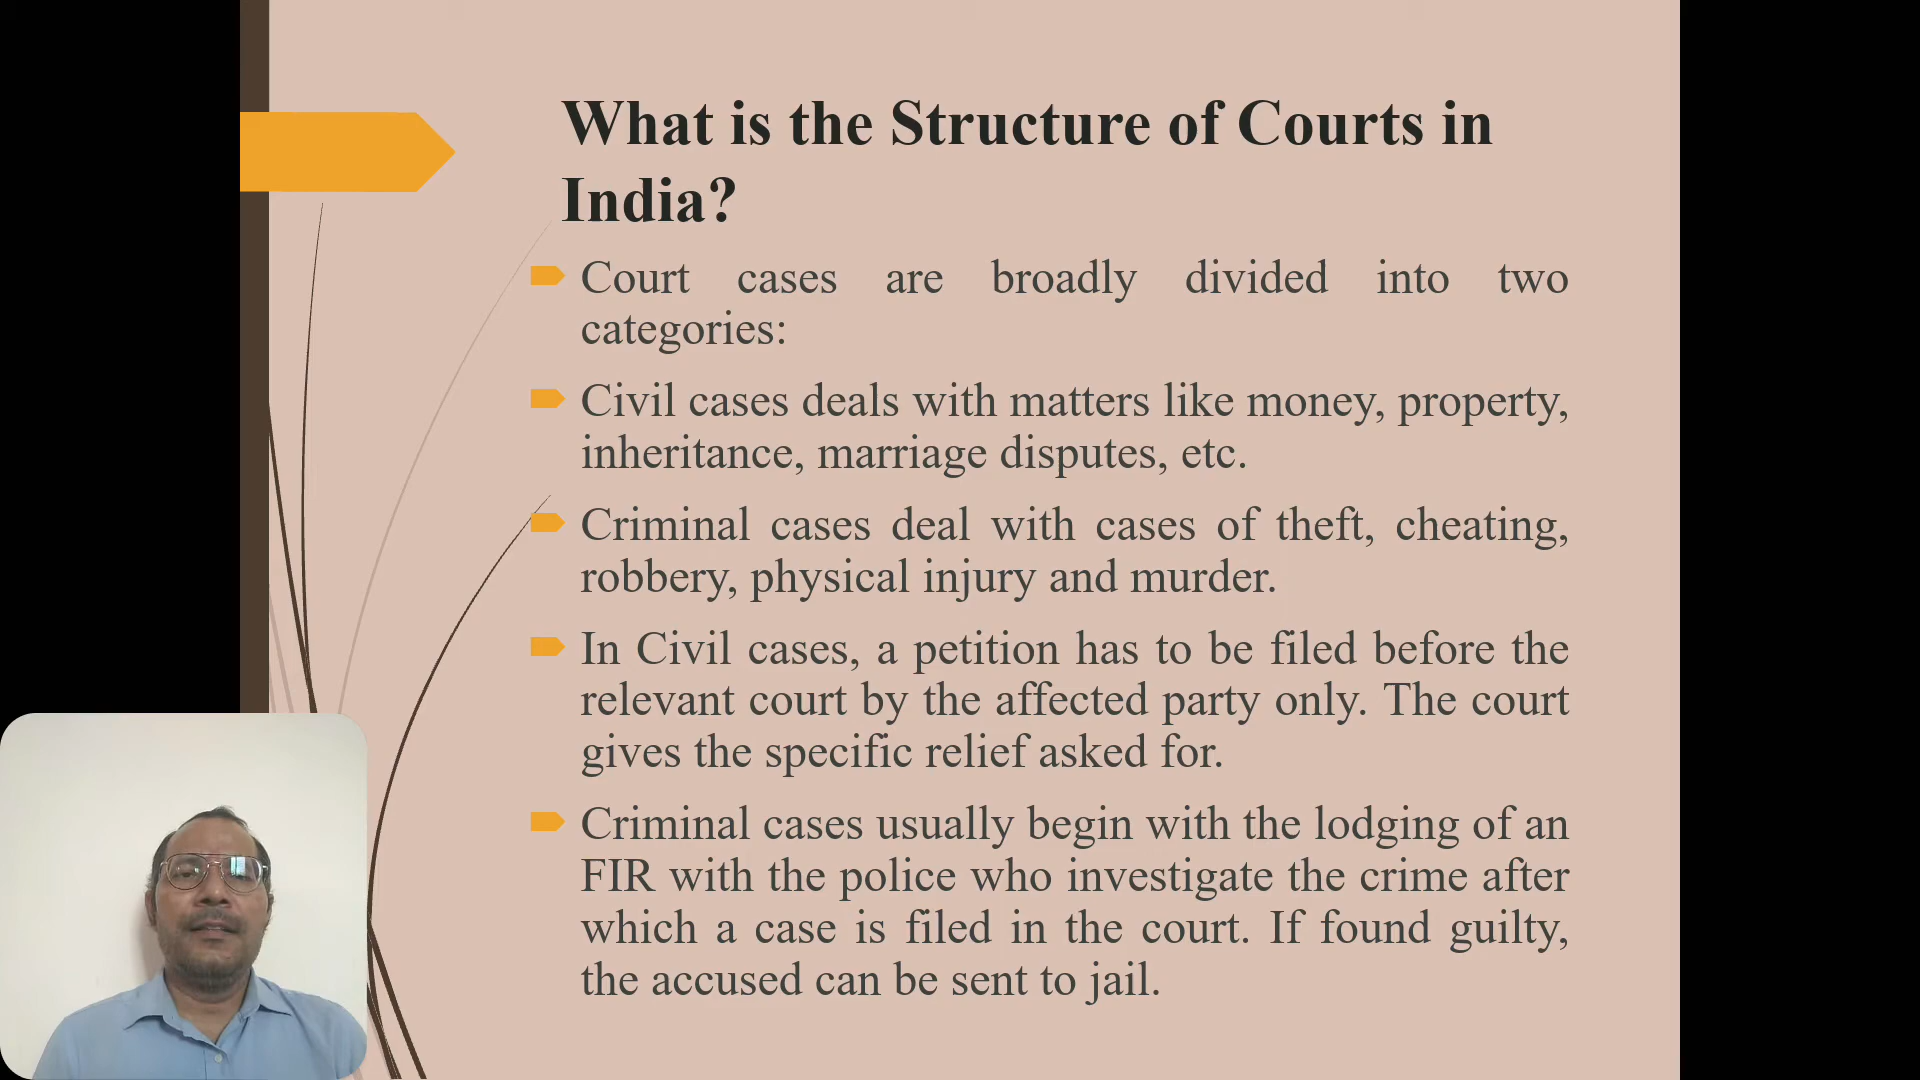 What is the Structure of Courts in
India?
Court cases are broadly divided into two
categories:
Civil cases deals with matters like money, property,
inheritance, marriage disputes, etc.
Criminal cases deal with cases of theft, cheating,
robbery, physical injury and murder.
In Civil cases, a petition has to be filed before the
relevant court by the affected party only. The court
gives the specific relief asked for.
Criminal cases usually begin with the lodging of an
FIR with the police who investigate the crime after
which a case is filed in the court. If found guilty,
the accused can be sent to jail.